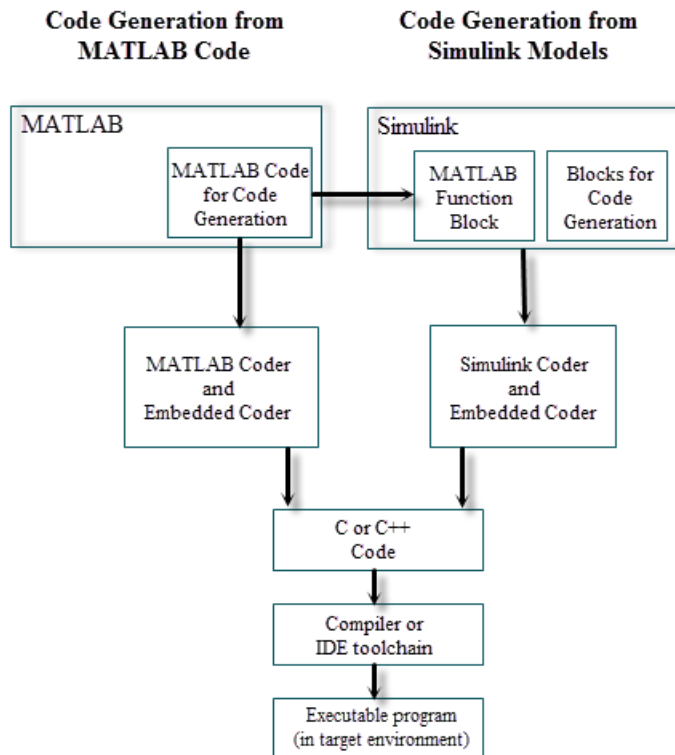 Code Generation from
MATLAB Code
Code Generation from
Simulink Models
MATLAB
MATLAB Code
for Code
Generation
Simulink
MATLAB
Function
Block
Blocks for
Code
Generation
MATLAB Coder
and
Embedded Coder
Simulink Coder
and
Embedded Coder
C or C++
Code
Compiler or
IDE toolchain
Executable program
(in target environment)